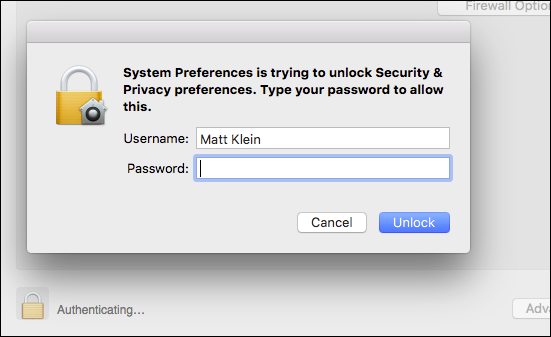 Firewall Optio
System Preferences is trying to unlock Security &
Privacy preferences. Type your password to allow
this.
Username: Matt Klein
Password:
Cancel Unlock
Authenticating...
Adva